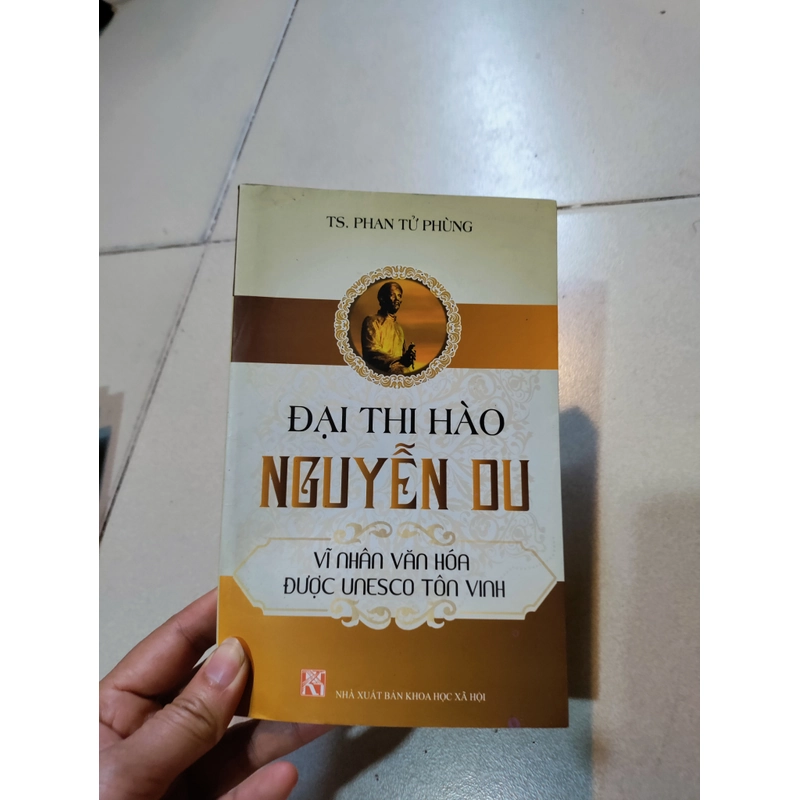 TS. PHAN TỬ PHÙNG
ĐẠI THI HÀO
NGUYỄN DU
VĨ NHÂN VĂN HÓA
ĐƯỢC UNESCO TÔN VINH
NHÀ XUẤT BẢN KHOA HỌC XÃ HỘI